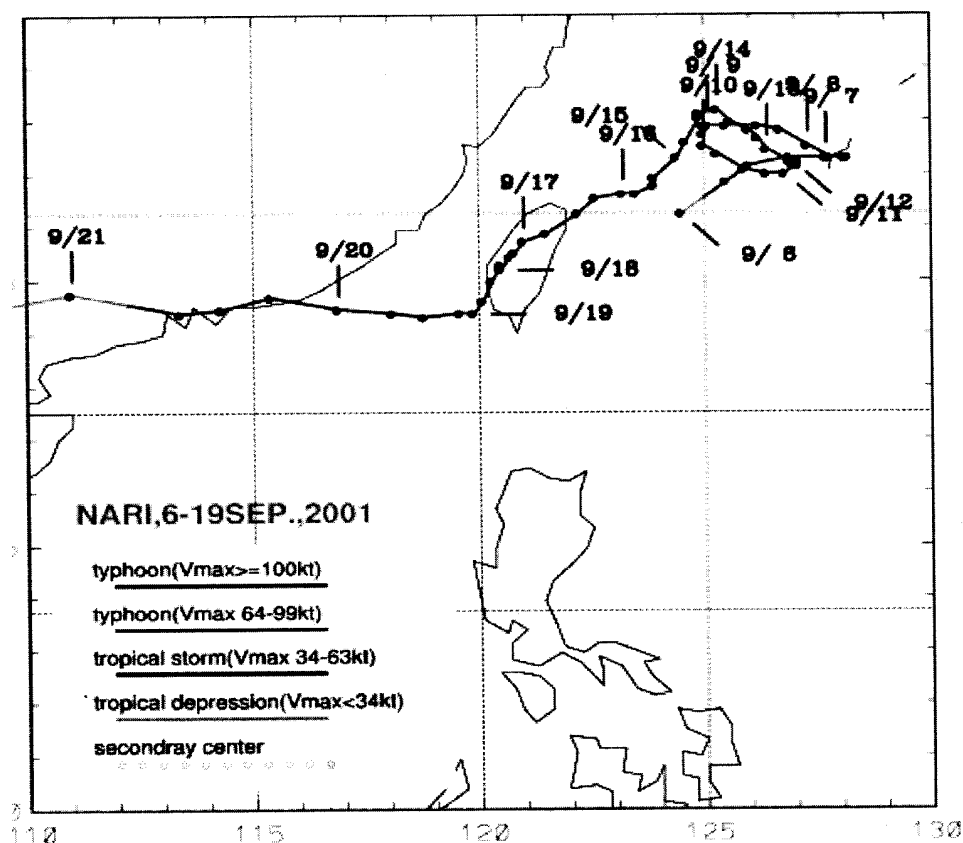 9/14
9/ 9
9/10
9/ 8
9/ 7
9/15
9/16
9/17
9/12
9/11
9/ 6
9/21
9/20
9/18
9/19
NARI,6-19SEP.,2001
typhoon(Vmax>=100kt)
typhoon(Vmax 64-99kt)
tropical storm(Vmax 34-63kt)
tropical depression(Vmax<34kt)
secondray center
110 115 120 125 130